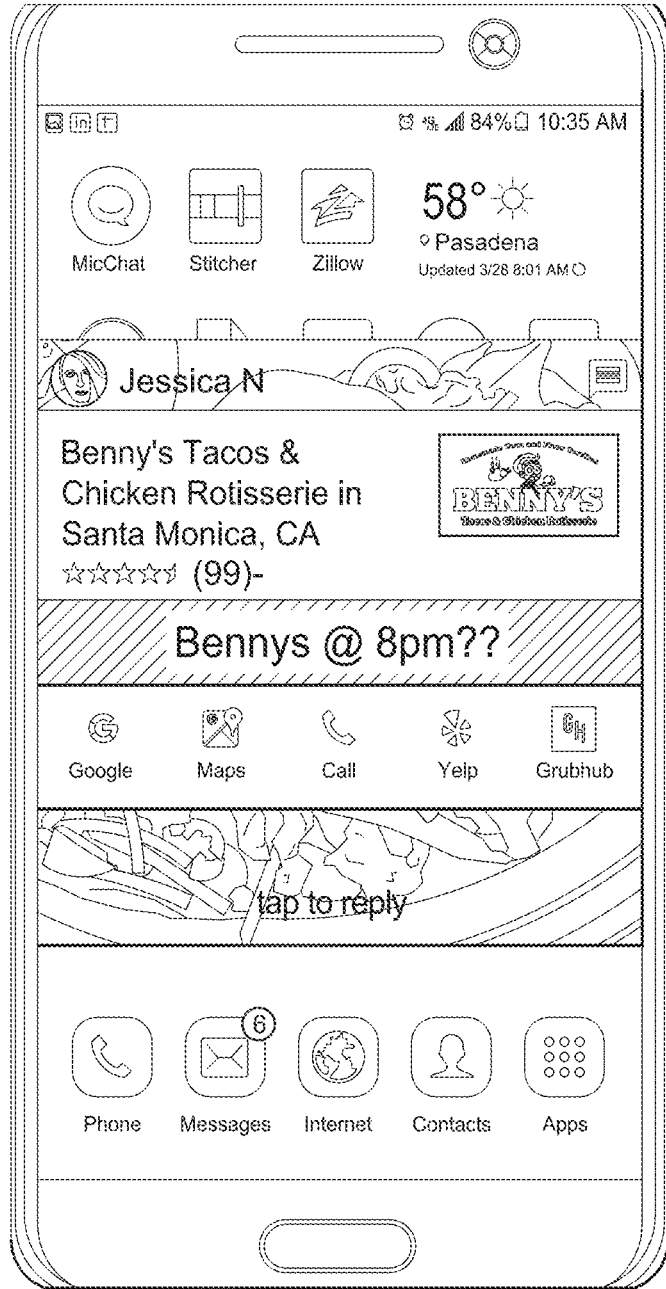 in t
84% 10:35 AM
58°
Pasadena
Updated 3/28 8:01 AM
MicChat Stitcher Zillow
Jessica N
Benny's Tacos &
Chicken Rotisserie in
Santa Monica, CA
(99)-
BENNY'S
Tacos & Chicken Rotisserie
Bennys @ 8pm??
G GH
Google Maps Call Yelp Grubhub
tap to reply
6
Phone Messages Internet Contacts Apps